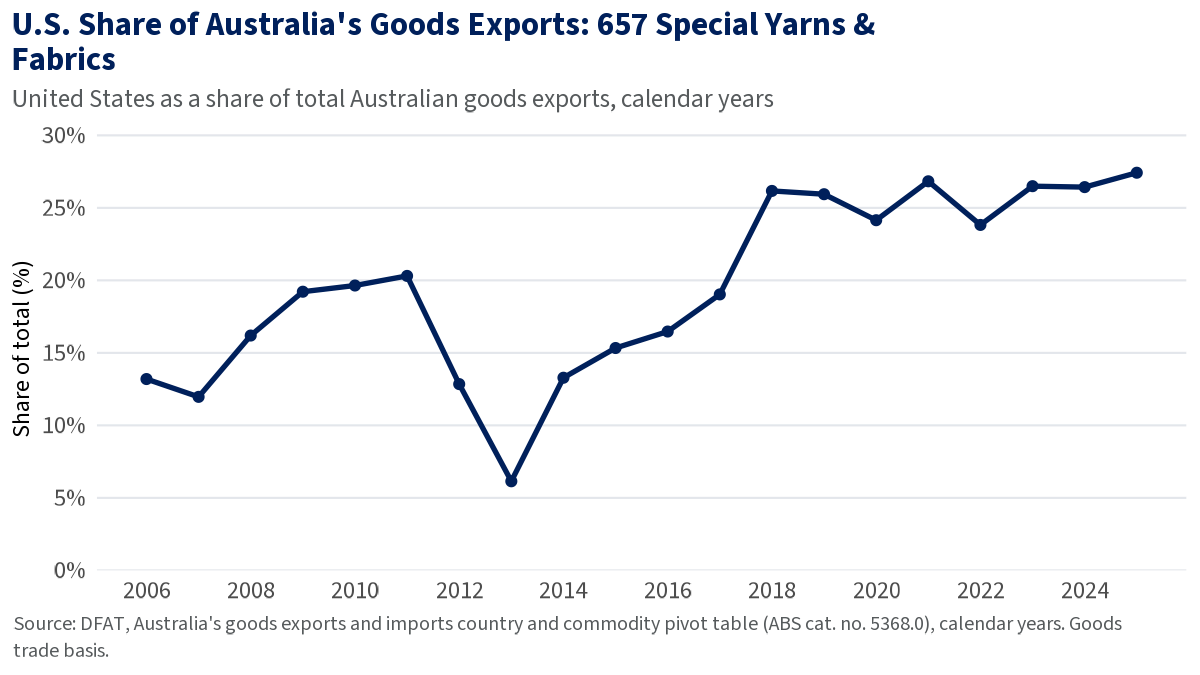 U.S. Share of Australia's Goods Exports: 657 Special Yarns &
Fabrics
United States as a share of total Australian goods exports, calendar years
Share of total (%)
30%
25%
20%
15%
10%
5%
0%
2006 2008 2010 2012 2014 2016 2018 2020 2022 2024
Source: DFAT, Australia's goods exports and imports country and commodity pivot table (ABS cat. no. 5368.0), calendar years. Goods
trade basis.